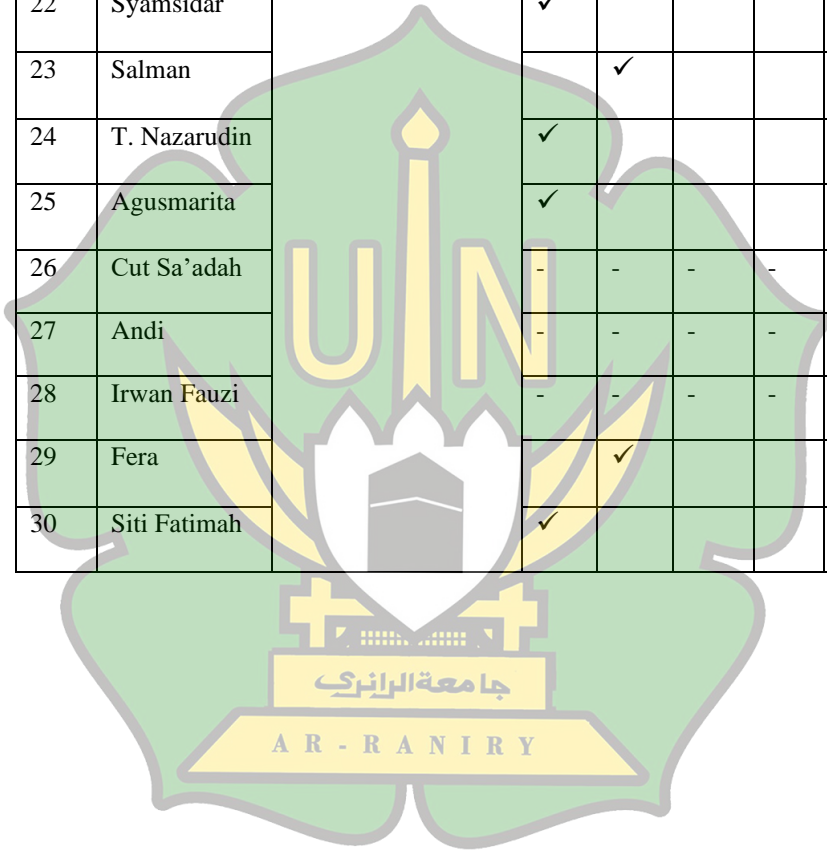 22 Syamsidar ✓
23 Salman ✓
24 T. Nazarudin ✓
25 Agusmarita ✓
26 Cut Sa’adah - - - -
27 Andi - - - -
28 Irwan Fauzi - - - -
29 Fera ✓
30 Siti Fatimah ✓
UIN
جامعة الرانري
AR-RANIRY